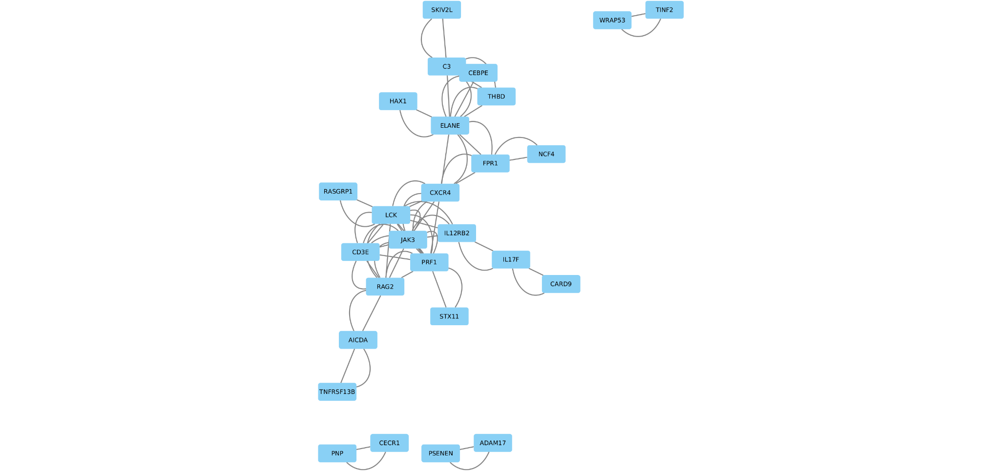 SKIV2L
TINF2
WRAP53
C3
CEBPE
THBD
HAX1
ELANE
NCF4
FPR1
RASGRP1
CXCR4
LCK
IL12RB2
JAK3
CD3E
IL17F
PRF1
CARD9
RAG2
STX11
AICDA
TNFRSF13B
CECR1
ADAM17
PNP
PSENEN